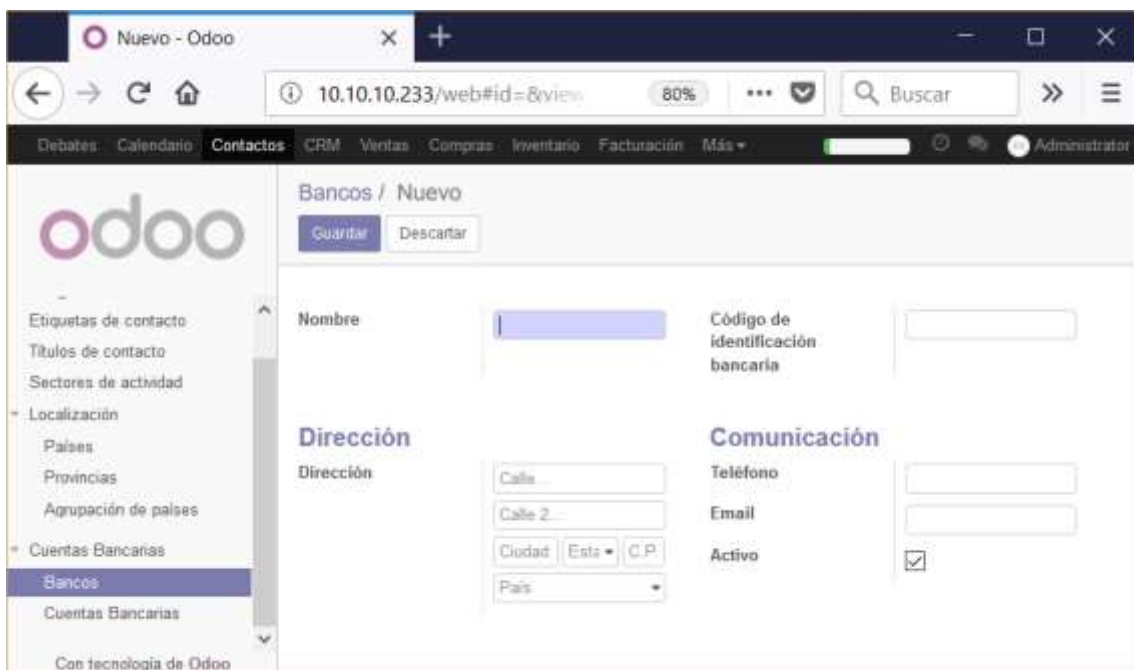 Nuevo - Odoo
10.10.10.233/web#id=&view
80%
Buscar
Debates Calendario Contactos CRM Ventas Compras Inventario Facturación Más Administrator
odoo
Bancos / Nuevo
Guardar Descartar
Etiquetas de contacto
Títulos de contacto
Sectores de actividad
Localización
Países
Provincias
Agrupación de países
Cuentas Bancarias
Bancos
Cuentas Bancarias
Con tecnología de Odoo
Nombre
Código de
identificación
bancaria
Dirección
Dirección
Calle...
Calle 2...
Ciudad Esta C.P.
País
Comunicación
Teléfono
Email
Activo